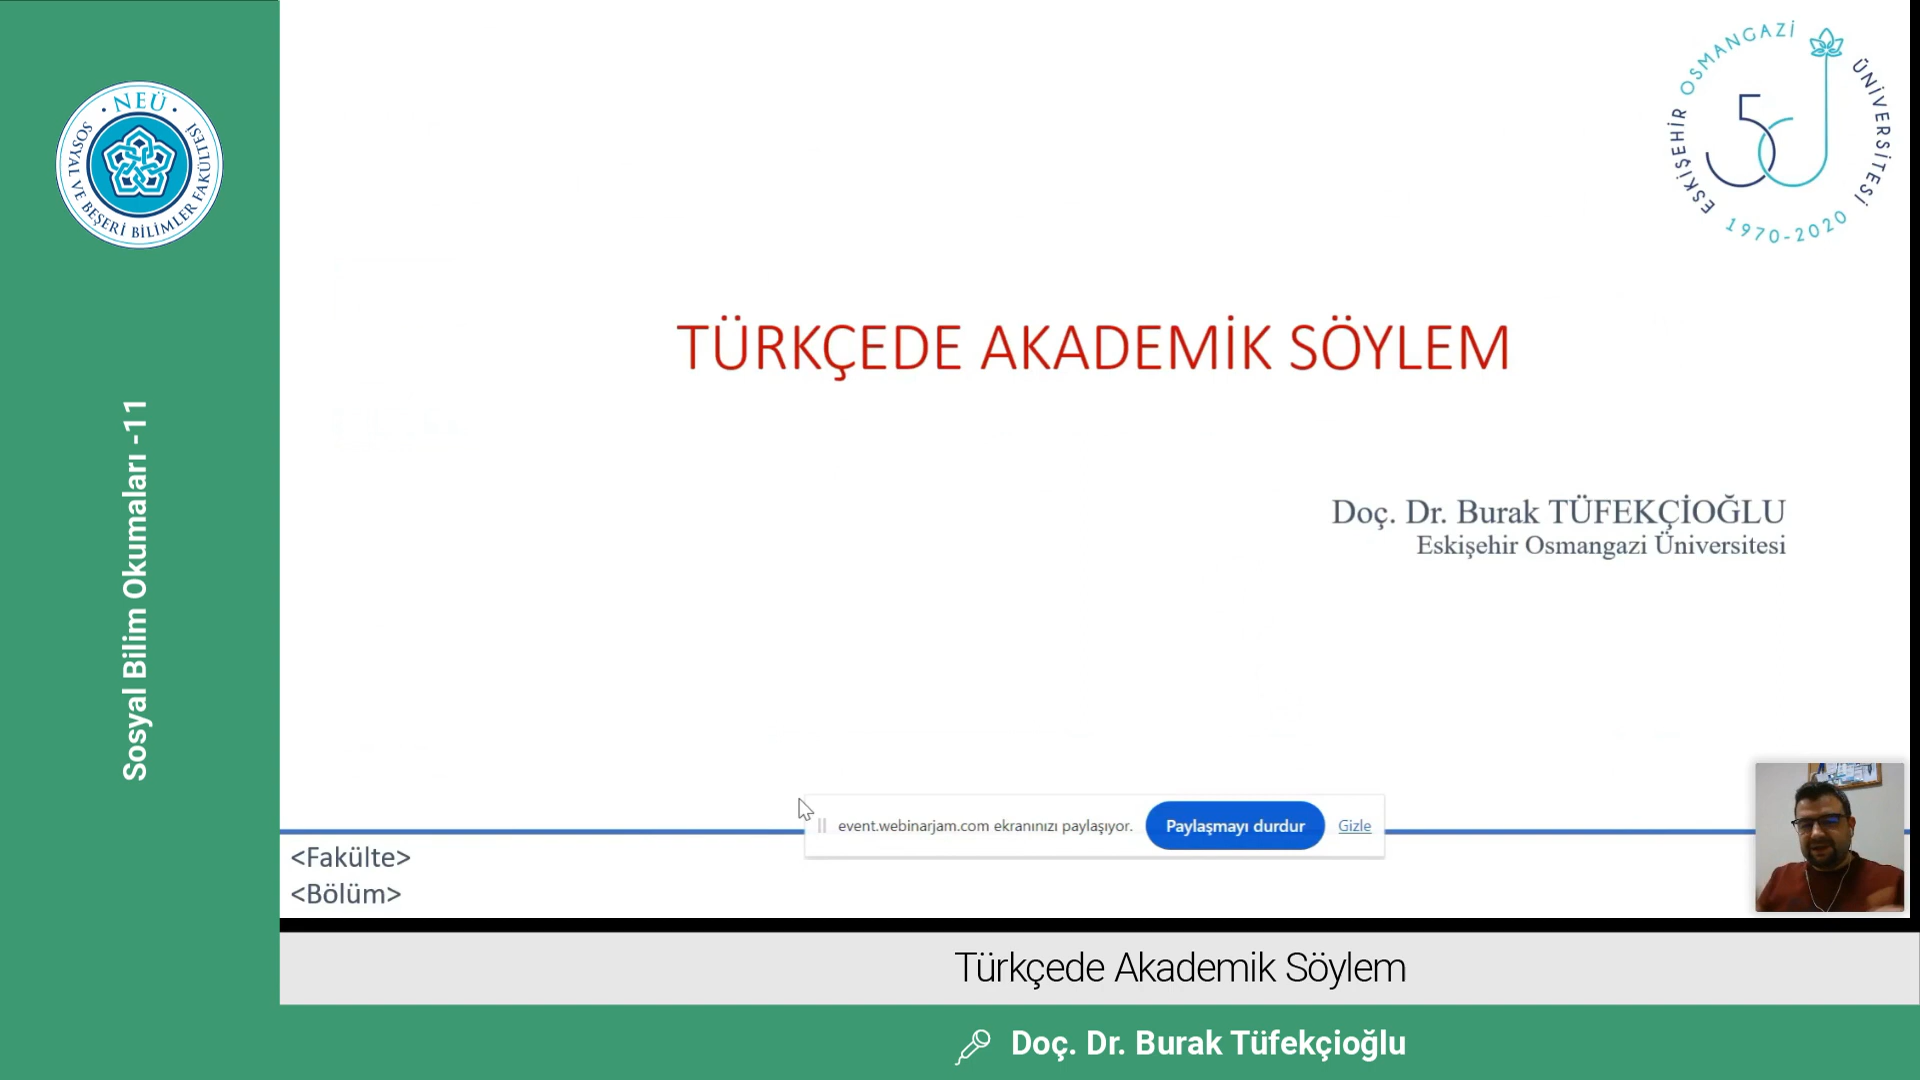 NEÜ
SOSYAL VE BEŞERİ BİLİMLER FAKÜLTESİ
Sosyal Bilim Okumaları -11
ESKİŞEHİR OSMANGAZİ ÜNİVERSİTESİ
50
1970-2020
TÜRKÇEDE AKADEMİK SÖYLEM
Doç. Dr. Burak TÜFEKÇİOĞLU
Eskişehir Osmangazi Üniversitesi
event.webinarjam.com ekranınızı paylaşıyor. Paylaşmayı durdur Gizle
<Fakülte>
<Bölüm>
Türkçede Akademik Söylem
Doç. Dr. Burak Tüfekçioğlu